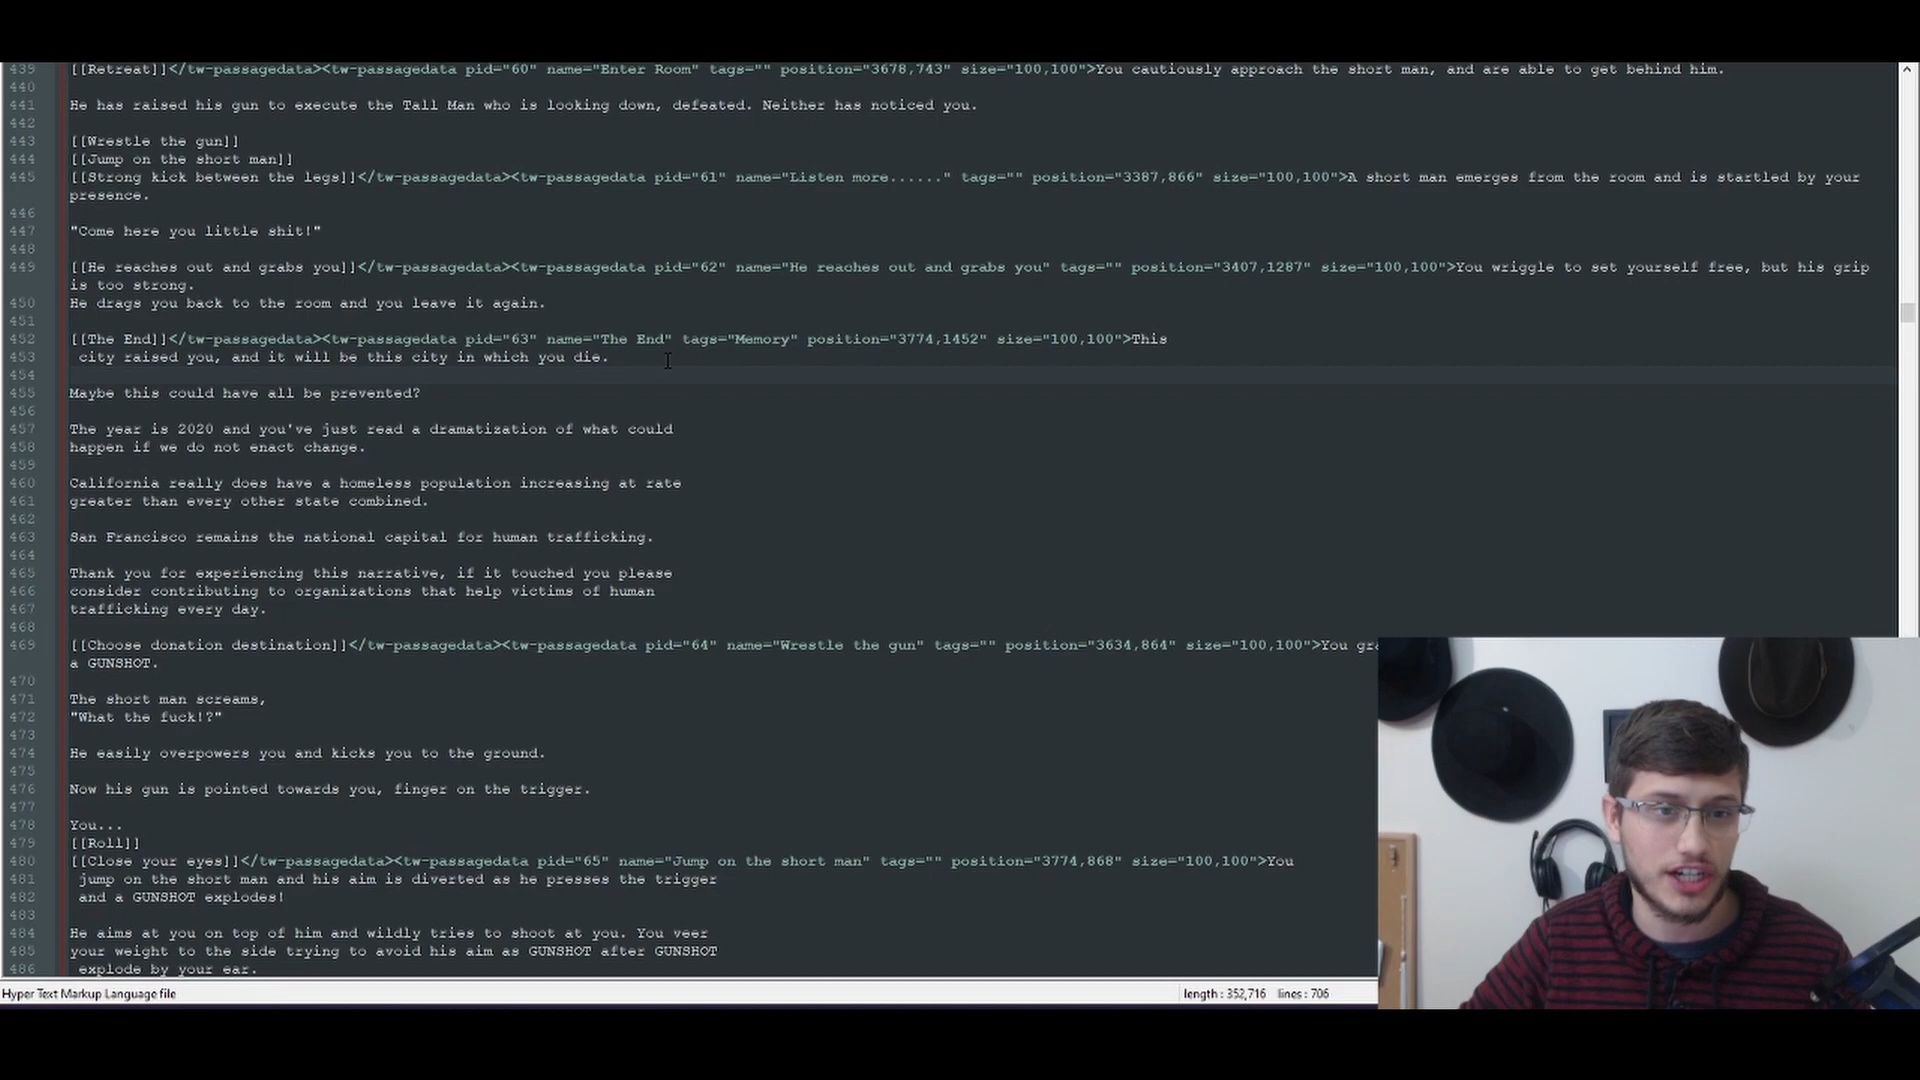 439 [[Retreat]]</tw-passagedata><tw-passagedata pid="60" name="Enter Room" tags="" position="3678,743" size="100,100">You cautiously approach the short man, and are able to get behind him.
440
441 He has raised his gun to execute the Tall Man who is looking down, defeated. Neither has noticed you.
442
443 [[Wrestle the gun]]
444 [[Jump on the short man]]
445 [[Strong kick between the legs]]</tw-passagedata><tw-passagedata pid="61" name="Listen more......" tags="" position="3387,866" size="100,100">A short man emerges from the room and is startled by your
presence.
446
447 "Come here you little shit!"
448
449 [[He reaches out and grabs you]]</tw-passagedata><tw-passagedata pid="62" name="He reaches out and grabs you" tags="" position="3407,1287" size="100,100">You wriggle to set yourself free, but his grip
is too strong.
450 He drags you back to the room and you leave it again.
451
452 [[The End]]</tw-passagedata><tw-passagedata pid="63" name="The End" tags="Memory" position="3774,1452" size="100,100">This
453 city raised you, and it will be this city in which you die.
454
455 Maybe this could have all be prevented?
456
457 The year is 2020 and you've just read a dramatization of what could
458 happen if we do not enact change.
459
460 California really does have a homeless population increasing at rate
461 greater than every other state combined.
462
463 San Francisco remains the national capital for human trafficking.
464
465 Thank you for experiencing this narrative, if it touched you please
466 consider contributing to organizations that help victims of human
467 trafficking every day.
468
469 [[Choose donation destination]]</tw-passagedata><tw-passagedata pid="64" name="Wrestle the gun" tags="" position="3634,864" size="100,100">You gra
a GUNSHOT.
470
471 The short man screams,
472 "What the fuck!?"
473
474 He easily overpowers you and kicks you to the ground.
475
476 Now his gun is pointed towards you, finger on the trigger.
477
478 You...
479 [[Roll]]
480 [[Close your eyes]]</tw-passagedata><tw-passagedata pid="65" name="Jump on the short man" tags="" position="3774,868" size="100,100">You
481 jump on the short man and his aim is diverted as he presses the trigger
482 and a GUNSHOT explodes!
483
484 He aims at you on top of him and wildly tries to shoot at you. You veer
485 your weight to the side trying to avoid his aim as GUNSHOT after GUNSHOT
486 explode by your ear.
Hyper Text Markup Language file length : 352,716 lines : 706